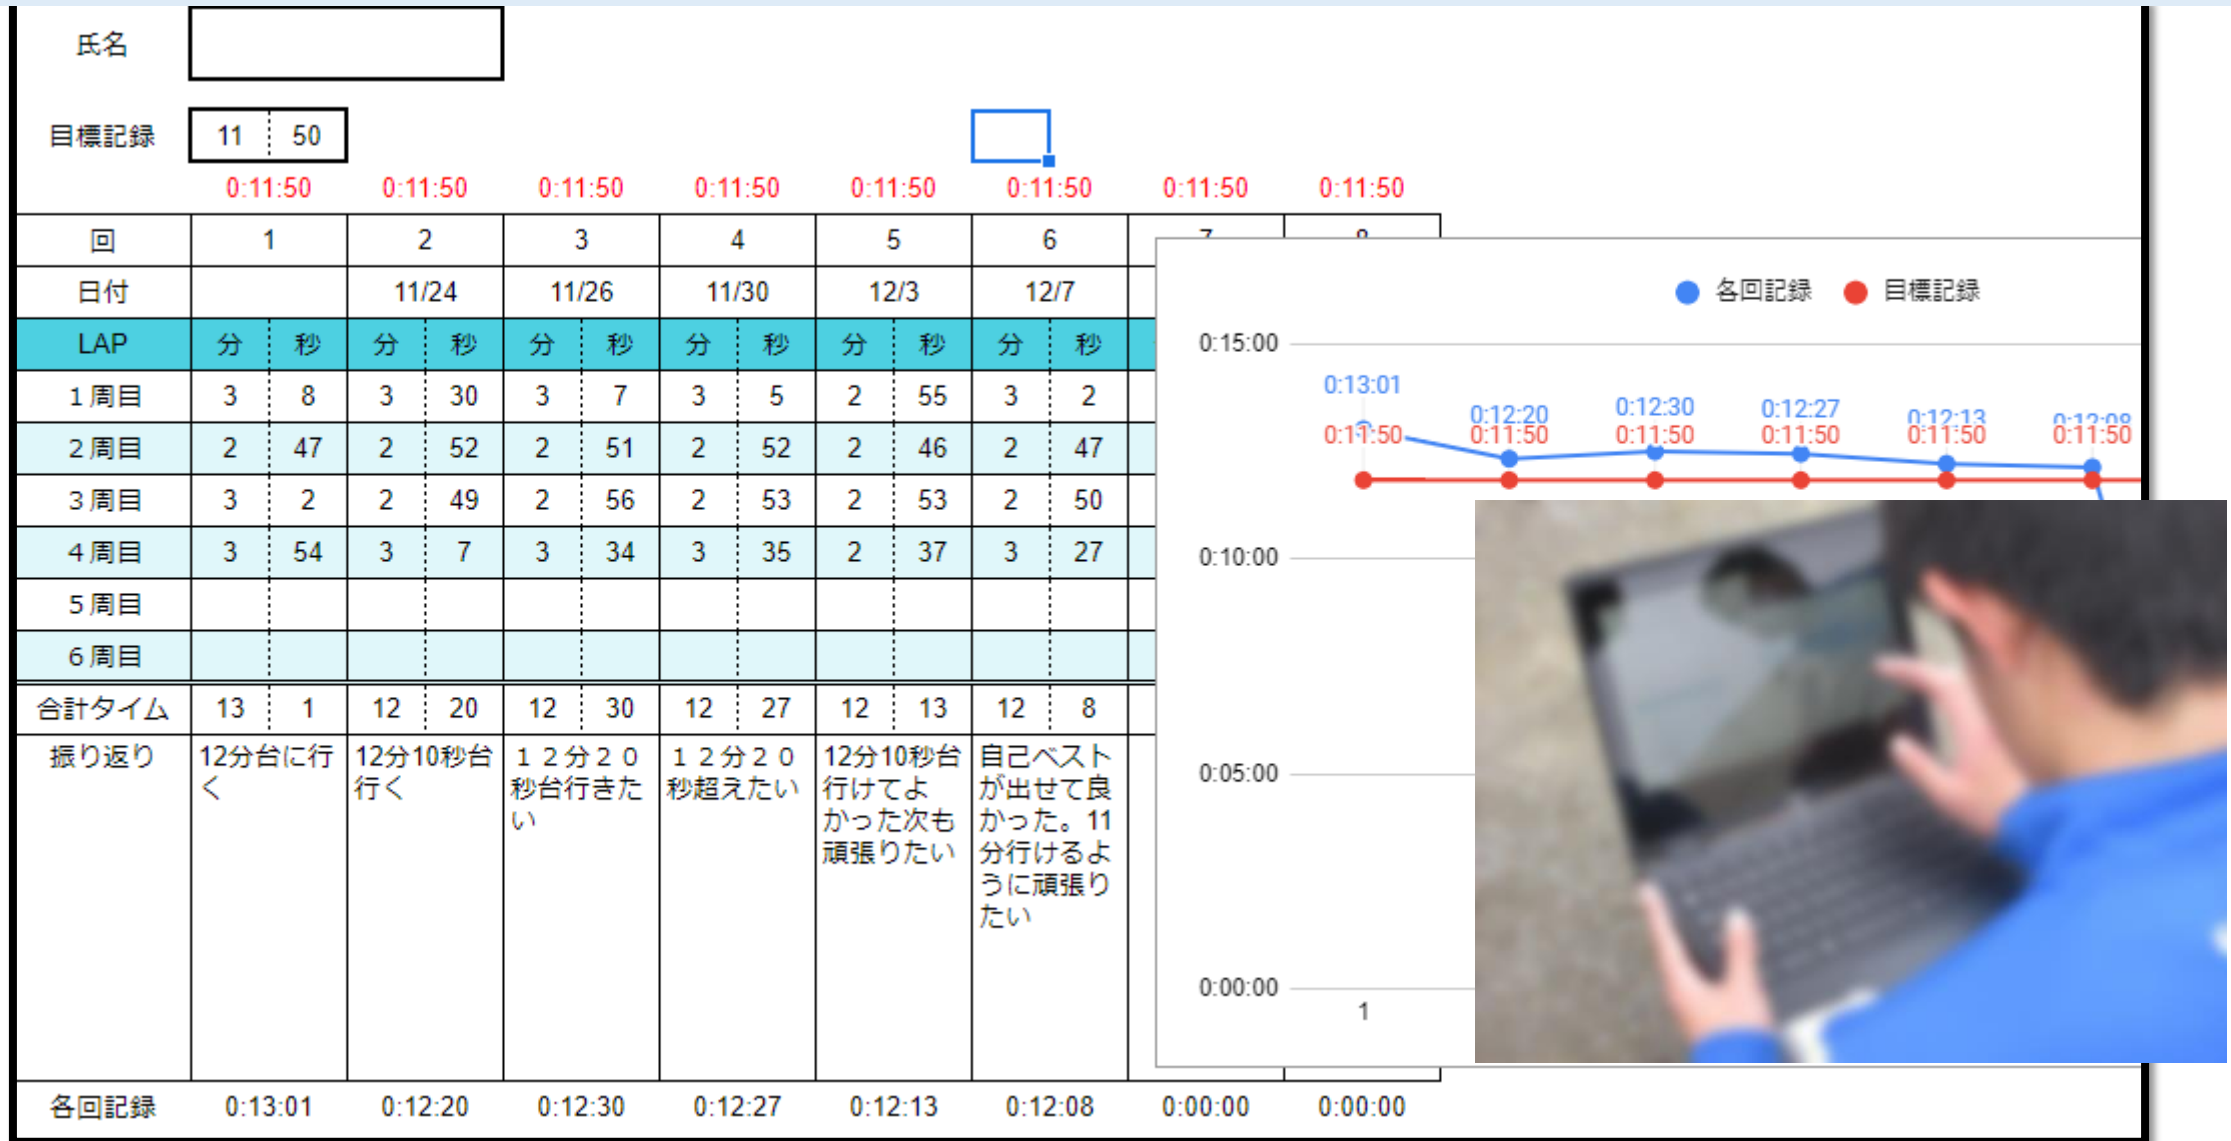 氏名
目標記録 11 50
0:11:50 0:11:50 0:11:50 0:11:50 0:11:50 0:11:50 0:11:50 0:11:50
回 1 2 3 4 5 6
日付 11/24 11/26 11/30 12/3 12/7
LAP 分 秒 分 秒 分 秒 分 秒 分 秒 分 秒
１周目 3 8 3 30 3 7 3 5 2 55 3 2
２周目 2 47 2 52 2 51 2 52 2 46 2 47
３周目 3 2 2 49 2 56 2 53 2 53 2 50
４周目 3 54 3 7 3 34 3 35 2 37 3 27
５周目
６周目
合計タイム 13 1 12 20 12 30 12 27 12 13 12 8
振り返り
12分台に行
く
12分10秒台
行く
１２分２０
秒台行きた
い
１２分２０
秒超えたい
12分10秒台
行けてよ
かった次も
頑張りたい
自己ベスト
が出せて良
かった。11
分行けるよ
うに頑張り
たい
各回記録 0:13:01 0:12:20 0:12:30 0:12:27 0:12:13 0:12:08 0:00:00 0:00:00
各回記録 目標記録
0:15:00
0:13:01 0:12:20 0:12:30 0:12:27 0:12:13 0:12:08
0:11:50 0:11:50 0:11:50 0:11:50 0:11:50 0:11:50
0:10:00
0:05:00
0:00:00
1